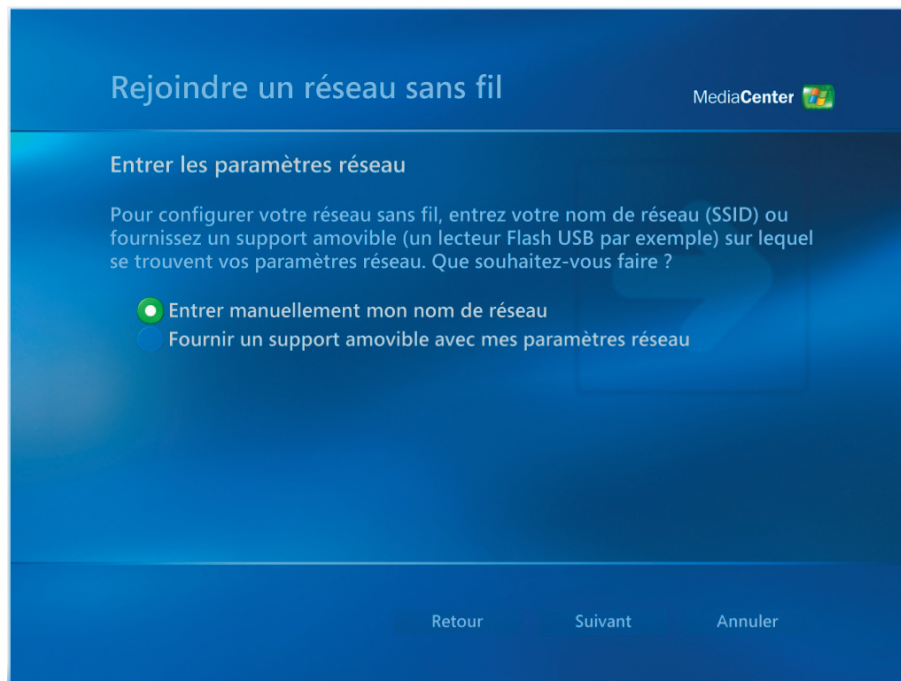 Rejoindre un réseau sans fil
MediaCenter
Entrer les paramètres réseau
Pour configurer votre réseau sans fil, entrez votre nom de réseau (SSID) ou
fournissez un support amovible (un lecteur Flash USB par exemple) sur lequel
se trouvent vos paramètres réseau. Que souhaitez-vous faire ?
Entrer manuellement mon nom de réseau
Fournir un support amovible avec mes paramètres réseau
Retour Suivant Annuler